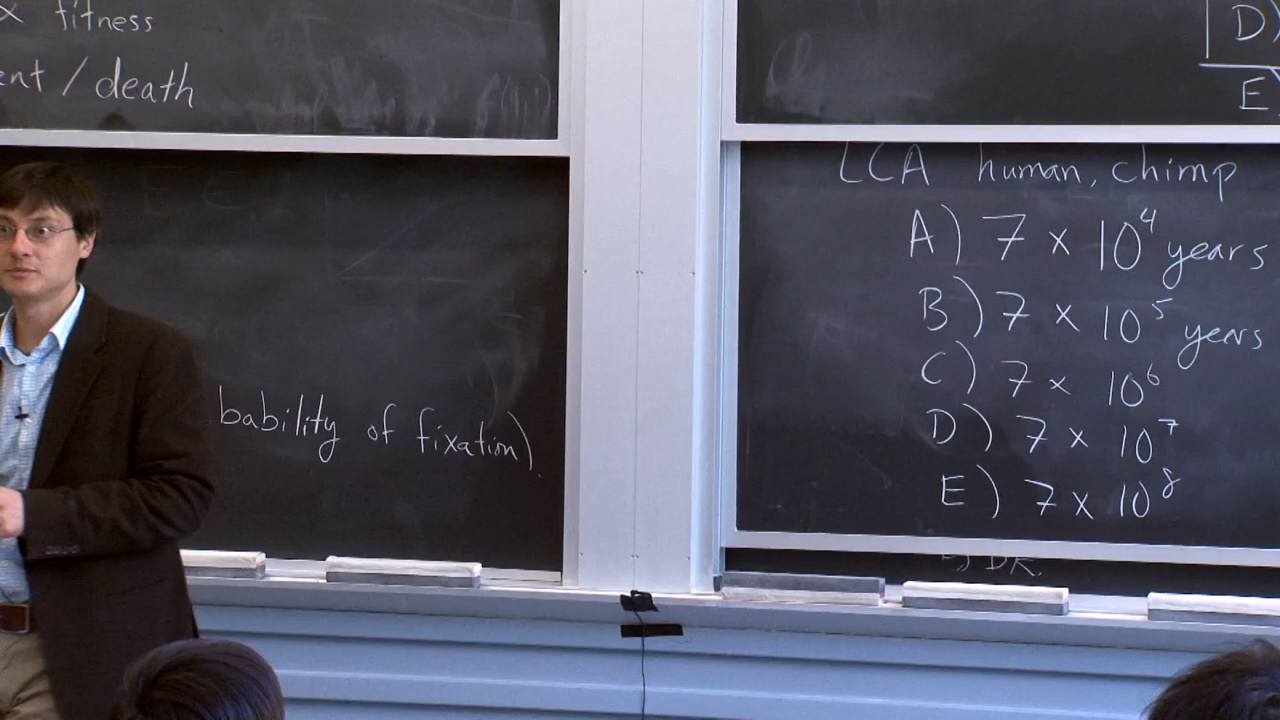 fitness
/ death
bability of fixation)
D)
E
LCA human, chimp
A) 7 x 10⁴ years
B) 7 x 10⁵ years
C) 7 x 10⁶
D) 7 x 10⁷
E) 7 x 10⁸
DK.